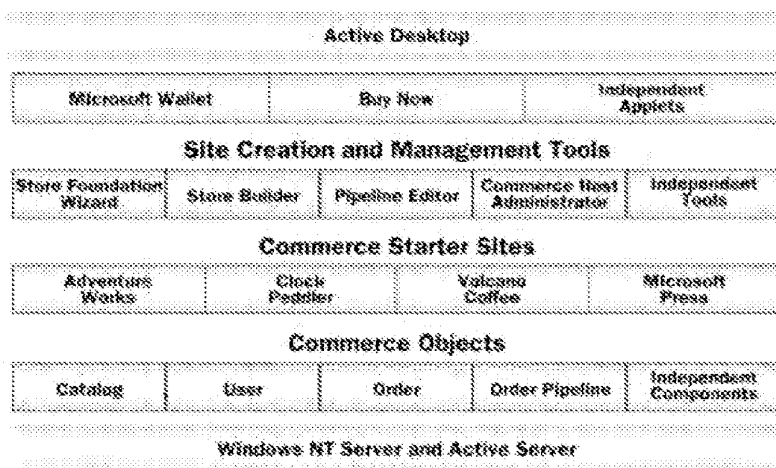 Active Desktop
Microsoft Wallet
Buy Now
Independent
Applets
Site Creation and Management Tools
Store Foundation
Wizard
Store Builder
Pipeline Editor
Commerce Host
Administrator
Independent
Tools
Commerce Starter Sites
Adventure
Works
Clock
Peddler
Volcano
Coffee
Microsoft
Press
Commerce Objects
Catalog
User
Order
Order Pipeline
Independent
Components
Windows NT Server and Active Server